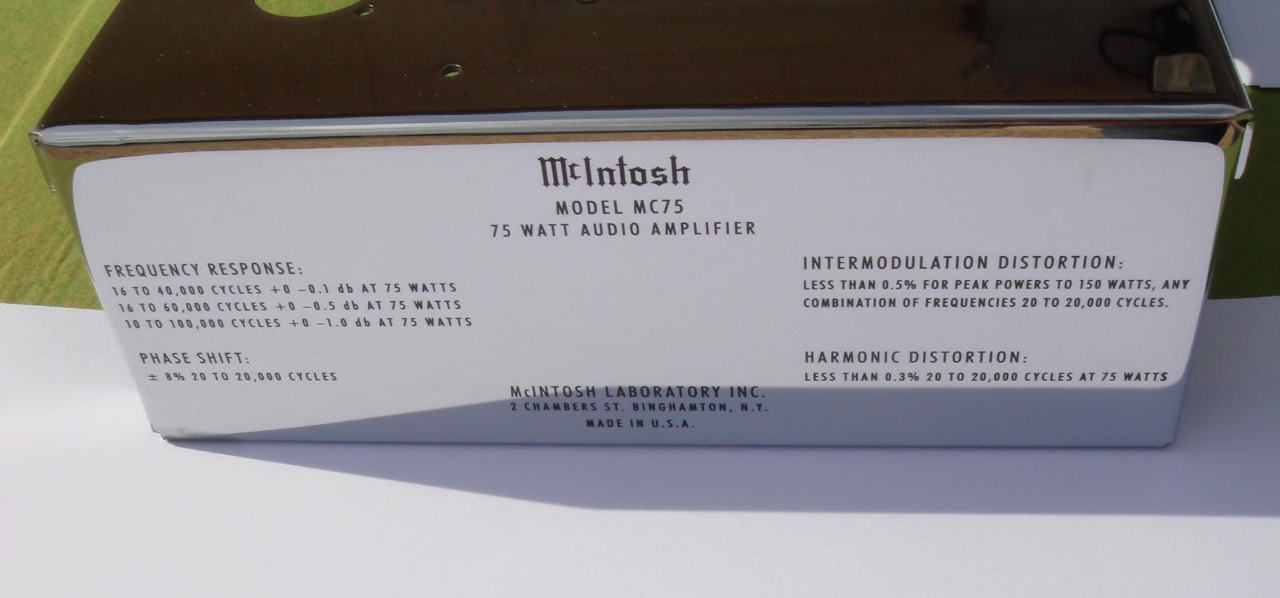 McIntosh
MODEL MC75
75 WATT AUDIO AMPLIFIER
FREQUENCY RESPONSE:
16 TO 40,000 CYCLES +0 −0.1 db AT 75 WATTS
16 TO 60,000 CYCLES +0 −0.5 db AT 75 WATTS
10 TO 100,000 CYCLES +0 −1.0 db AT 75 WATTS
PHASE SHIFT:
± 8% 20 TO 20,000 CYCLES
INTERMODULATION DISTORTION:
LESS THAN 0.5% FOR PEAK POWERS TO 150 WATTS, ANY
COMBINATION OF FREQUENCIES 20 TO 20,000 CYCLES.
HARMONIC DISTORTION:
LESS THAN 0.3% 20 TO 20,000 CYCLES AT 75 WATTS
McINTOSH LABORATORY INC.
2 CHAMBERS ST. BINGHAMTON, N.Y.
MADE IN U.S.A.